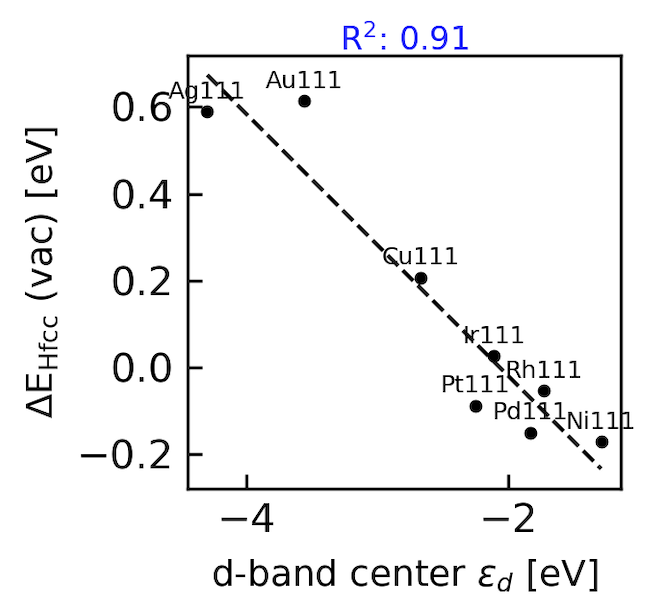 R²: 0.91
Ag111
Au111
Cu111
Ir111
Rh111
Pt111
Pd111
Ni111
0.6
0.4
0.2
0.0
−0.2
ΔE_Hfcc (vac) [eV]
−4
−2
d-band center ε_d [eV]